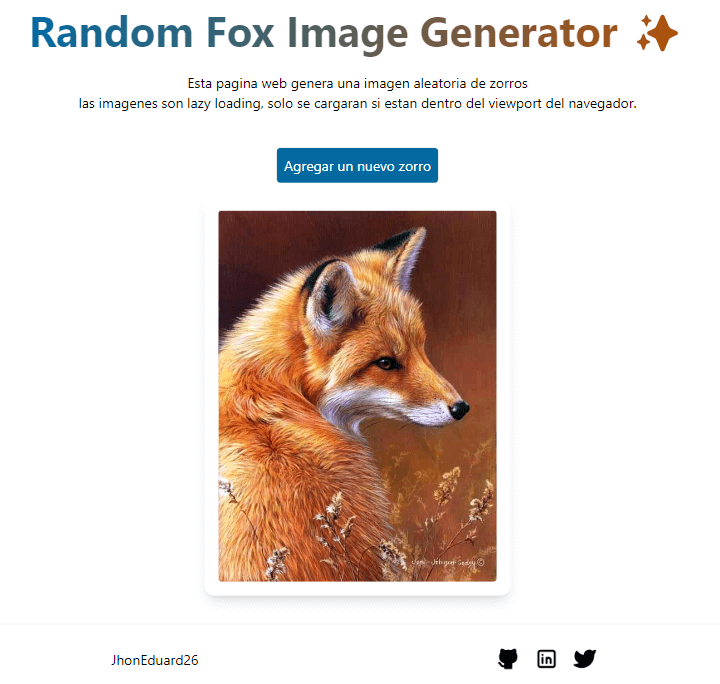 Random Fox Image Generator
Esta pagina web genera una imagen aleatoria de zorros
las imagenes son lazy loading, solo se cargaran si estan dentro del viewport del navegador.
Agregar un nuevo zorro
JhonEduard26